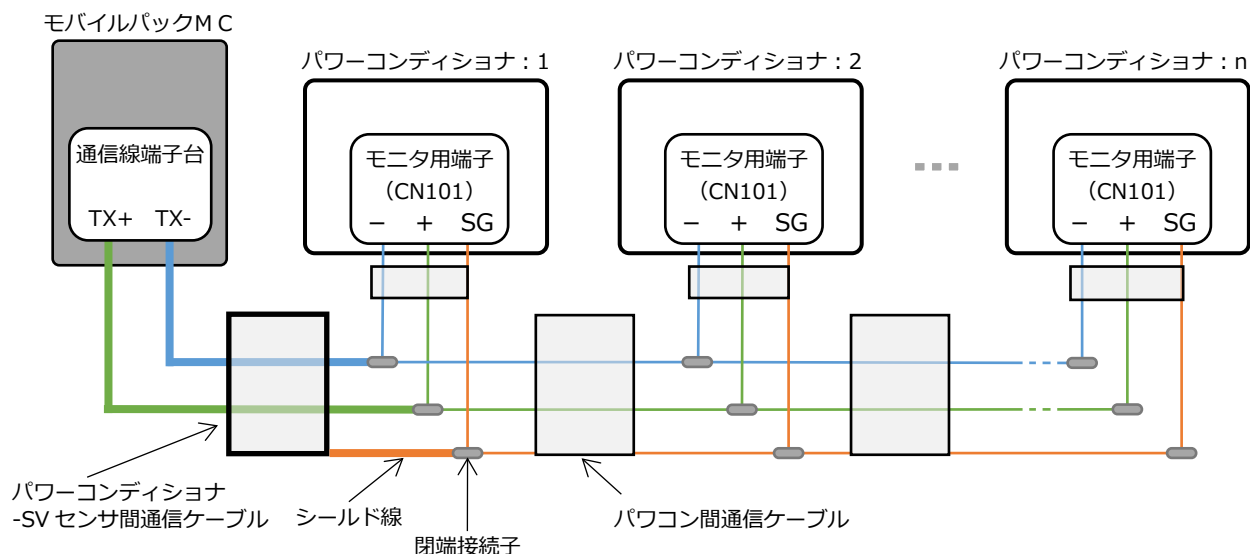 モバイルパックＭＣ
パワーコンディショナ：1
パワーコンディショナ：2
パワーコンディショナ：n
通信線端子台
TX+ TX-
モニタ用端子
（CN101）
− + SG
モニタ用端子
（CN101）
− + SG
モニタ用端子
（CN101）
− + SG
パワーコンディショナ
-SV センサ間通信ケーブル
シールド線
閉端接続子
パワコン間通信ケーブル